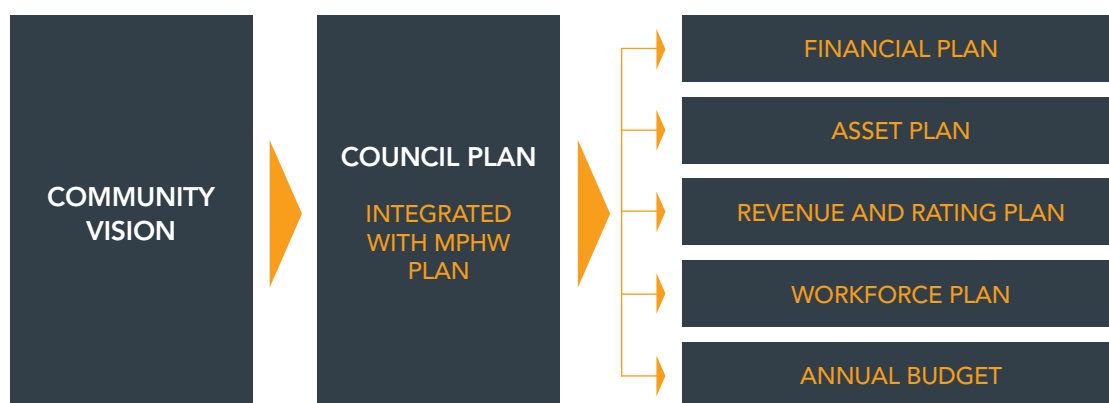 COMMUNITY
VISION
COUNCIL PLAN
INTEGRATED
WITH MPHW
PLAN
FINANCIAL PLAN
ASSET PLAN
REVENUE AND RATING PLAN
WORKFORCE PLAN
ANNUAL BUDGET